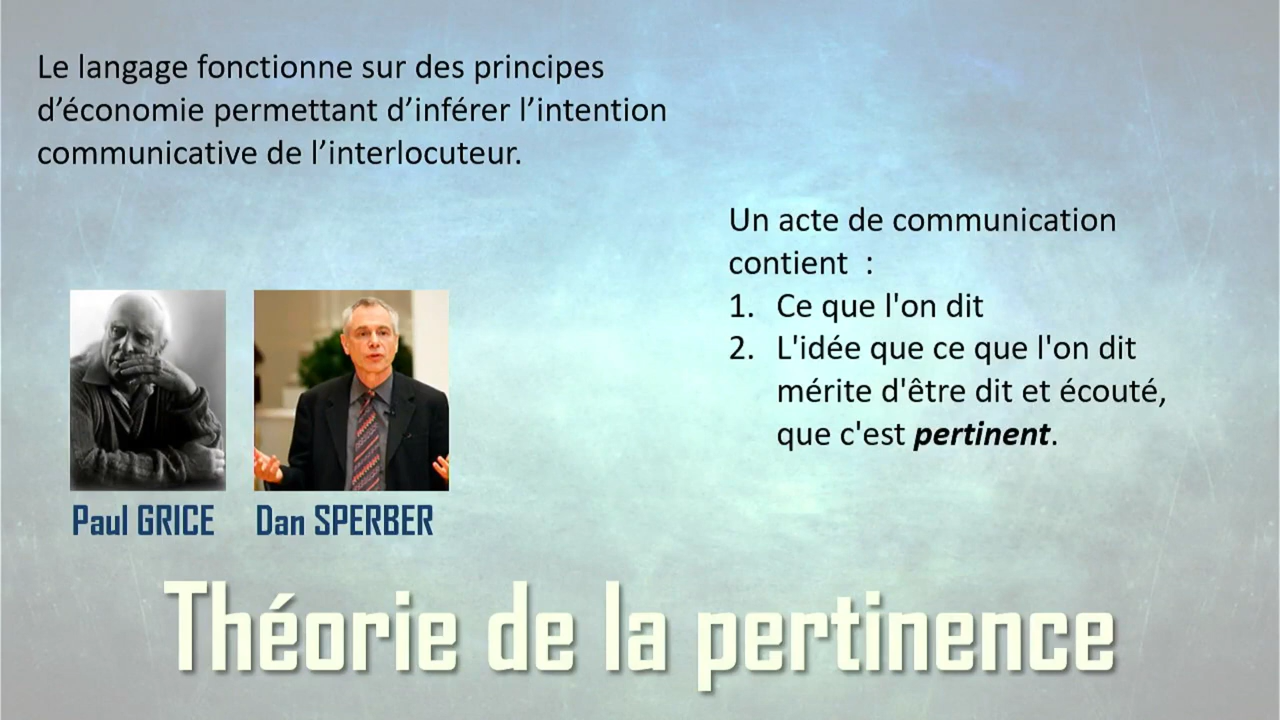 Le langage fonctionne sur des principes
d’économie permettant d’inférer l’intention
communicative de l’interlocuteur.
Un acte de communication
contient  :
1. Ce que l'on dit
2. L'idée que ce que l'on dit
mérite d'être dit et écouté,
que c'est pertinent.
Paul GRICE
Dan SPERBER
Théorie de la pertinence